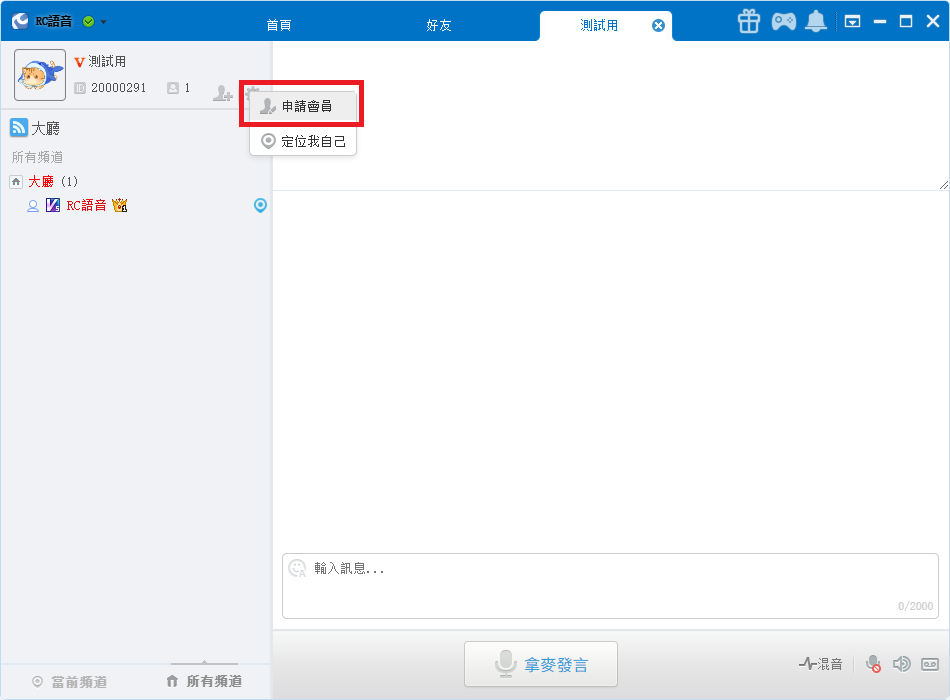 RC語音
首頁
好友
測試用
V 測試用
ID 20000291
1
申請會員
定位我自己
大廳
所有頻道
大廳 (1)
RC語音
輸入訊息...
0/2000
當前頻道
所有頻道
拿麥發言
混音